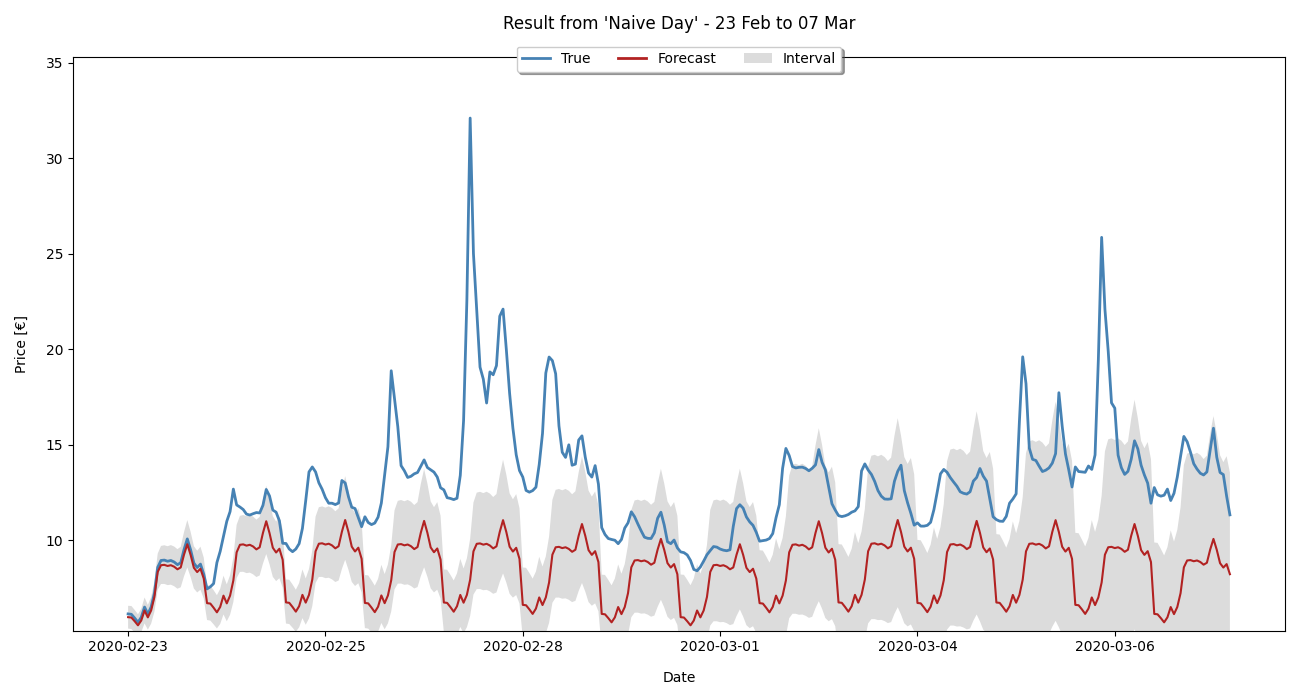 Result from 'Naive Day' - 23 Feb to 07 Mar
True Forecast Interval
35
30
25
20
15
10
Price [€]
2020-02-23 2020-02-25 2020-02-28 2020-03-01 2020-03-04 2020-03-06
Date